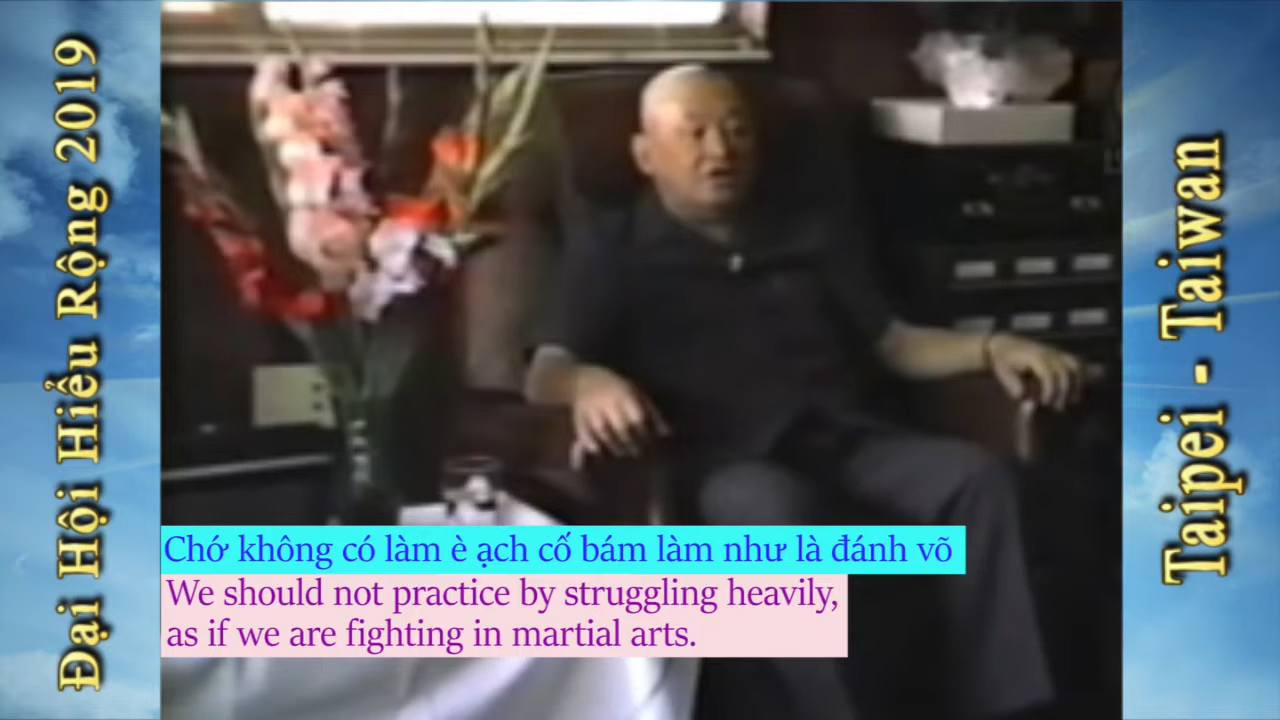 Đại Hội Hiểu Rộng 2019
Chớ không có làm è ạch cố bám làm như là đánh võ
We should not practice by struggling heavily,
as if we are fighting in martial arts.
Taipei - Taiwan